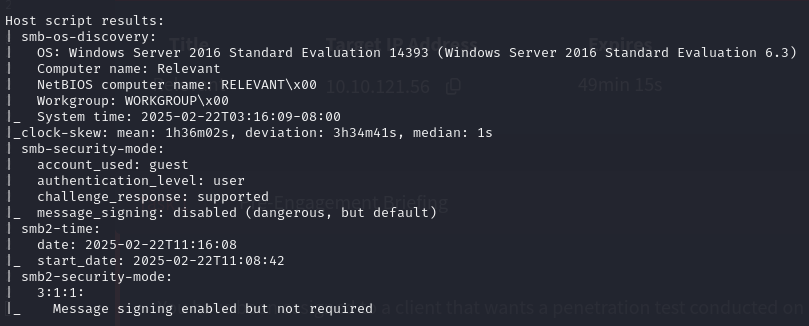 Host script results:
| smb-os-discovery:
|   OS: Windows Server 2016 Standard Evaluation 14393 (Windows Server 2016 Standard Evaluation 6.3)
|   Computer name: Relevant
|   NetBIOS computer name: RELEVANT\x00
|   Workgroup: WORKGROUP\x00
|_  System time: 2025-02-22T03:16:09-08:00
|_clock-skew: mean: 1h36m02s, deviation: 3h34m41s, median: 1s
| smb-security-mode:
|   account_used: guest
|   authentication_level: user
|   challenge_response: supported
|_  message_signing: disabled (dangerous, but default)
| smb2-time:
|   date: 2025-02-22T11:16:08
|_  start_date: 2025-02-22T11:08:42
| smb2-security-mode:
|   3:1:1:
|_    Message signing enabled but not required
Title
Target IP Address
Expires
10.10.121.56
49min 15s
Engagement Briefing
a client that wants a penetration test conducted on